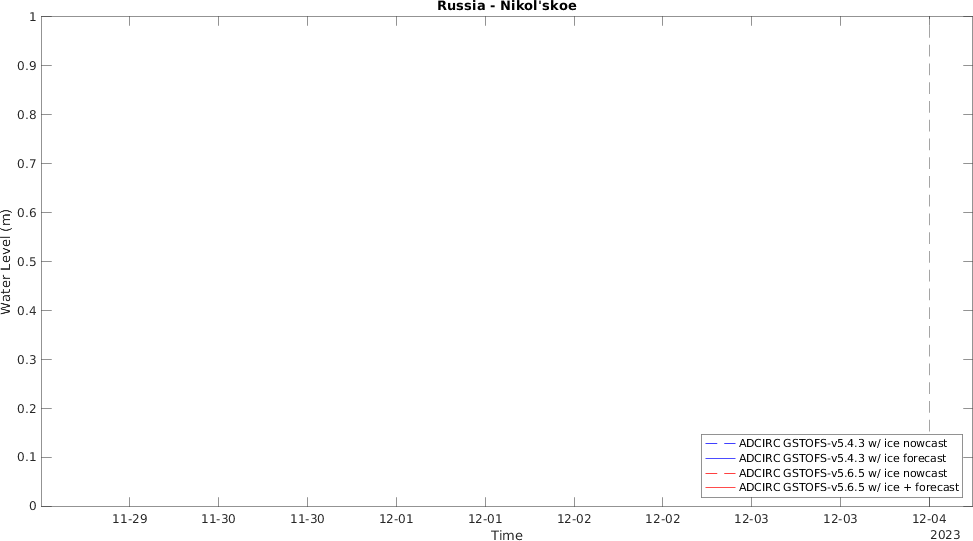 Russia - Nikol'skoe
1
0.9
0.8
0.7
0.6
0.5
0.4
0.3
0.2
0.1
0
Water Level (m)
ADCIRC GSTOFS-v5.4.3 w/ ice nowcast
ADCIRC GSTOFS-v5.4.3 w/ ice forecast
ADCIRC GSTOFS-v5.6.5 w/ ice nowcast
ADCIRC GSTOFS-v5.6.5 w/ ice + forecast
11-29 11-30 11-30 12-01 12-01 12-02 12-02 12-03 12-03 12-04
Time
2023